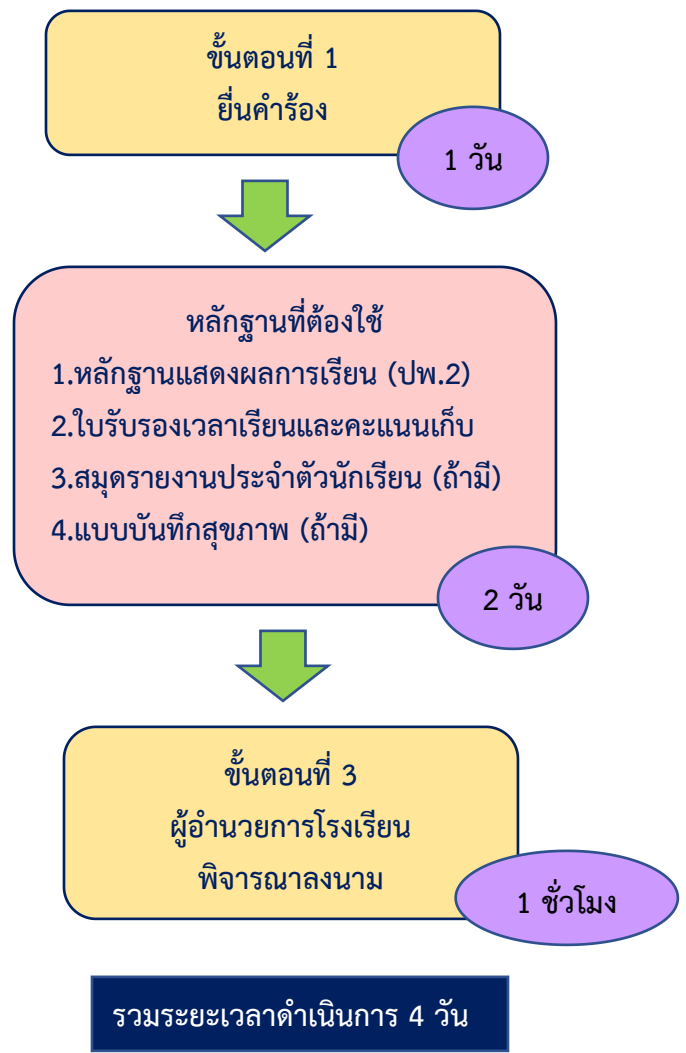 ขั้นตอนที่ 1
ยื่นคำร้อง
1 วัน
หลักฐานที่ต้องใช้
1.หลักฐานแสดงผลการเรียน (ปพ.2)
2.ใบรับรองเวลาเรียนและคะแนนเก็บ
3.สมุดรายงานประจำตัวนักเรียน (ถ้ามี)
4.แบบบันทึกสุขภาพ (ถ้ามี)
2 วัน
ขั้นตอนที่ 3
ผู้อำนวยการโรงเรียน
พิจารณาลงนาม
1 ชั่วโมง
รวมระยะเวลาดำเนินการ 4 วัน